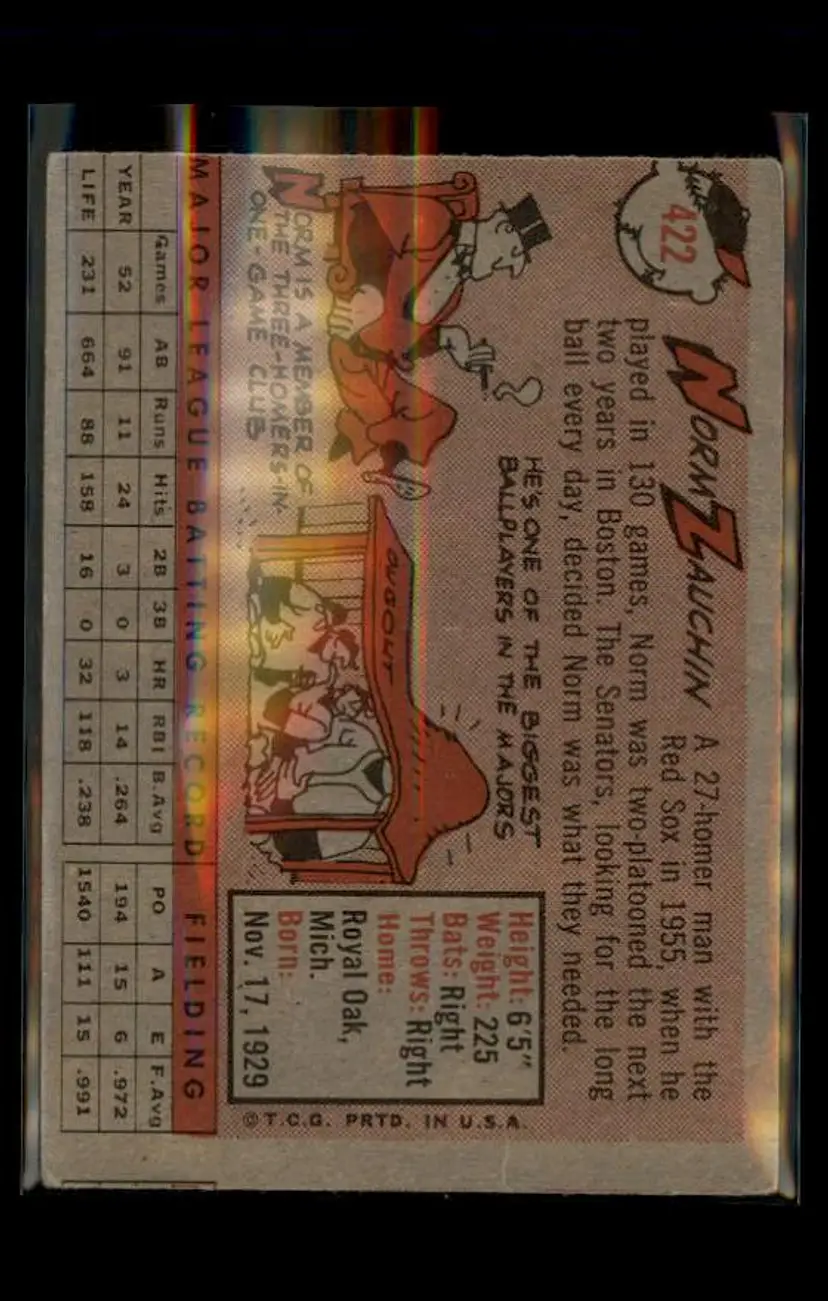 422
NORM ZAUCHIN
A 27-homer man with the
Red Sox in 1955, when he
played in 130 games, Norm was two-platooned the next
two years in Boston. The Senators, looking for the long
ball every day, decided Norm was what they needed.
HE'S ONE OF THE BIGGEST
BALLPLAYERS IN THE MAJORS
DUGOUT
NORM IS A MEMBER OF
THE THREE-HOMERS-IN-
ONE-GAME CLUB
Height: 6'5"
Weight: 225
Bats: Right
Throws: Right
Home:
Royal Oak,
Mich.
Born:
Nov. 17, 1929
© T.C.G. PRTD. IN U.S.A.
MAJOR LEAGUE BATTING RECORD FIELDING
Games AB Runs Hits 2B 3B HR RBI B.Avg PO A E F.Avg
YEAR 52 91 11 24 3 0 3 14 .264 194 15 6 .972
LIFE 231 664 88 158 16 0 32 118 .238 1540 111 15 .991